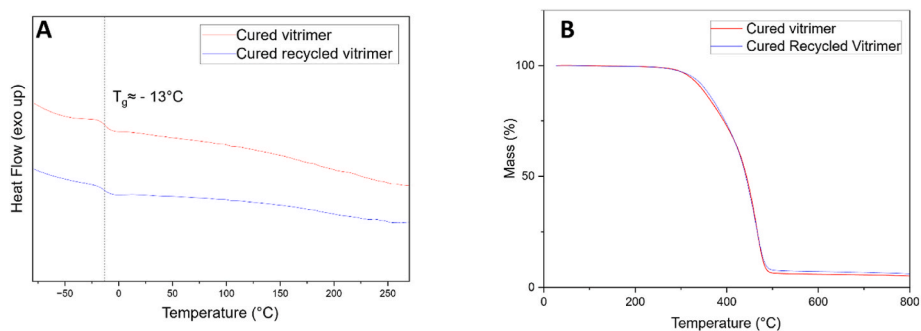 A
Cured vitrimer
Cured recycled vitrimer
Tg≈ - 13°C
Heat Flow (exo up)
−50 0 50 100 150 200 250
Temperature (°C)
B
Cured vitrimer
Cured Recycled Vitrimer
100
50
0
Mass (%)
0 200 400 600 800
Temperature (°C)